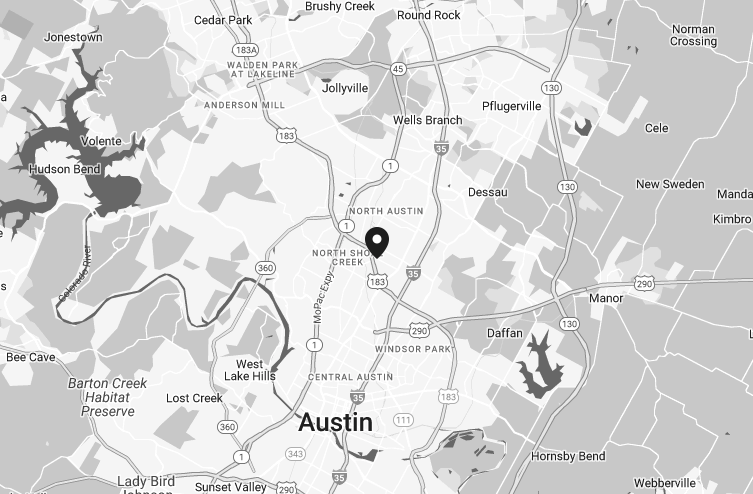 Brushy Creek
Cedar Park
Round Rock
Jonestown
Norman
Crossing
183A
WALDEN PARK
AT LAKELINE
45
Jollyville
130
ANDERSON MILL
Pflugerville
Wells Branch
Cele
183
Volente
35
Hudson Bend
1
130
New Sweden
Dessau
Manda
NORTH AUSTIN
Kimbro
1
NORTH SHO
CREEK
360
35
Colorado River
183
290
MoPac Expy
Manor
130
290
Daffan
1
WINDSOR PARK
Bee Cave
West
Lake Hills
CENTRAL AUSTIN
Barton Creek
Habitat
Preserve
Lost Creek
35
183
Austin
111
360
343
1
Hornsby Bend
35
Lady Bird
Johnson
Sunset Valley
290
Webberville